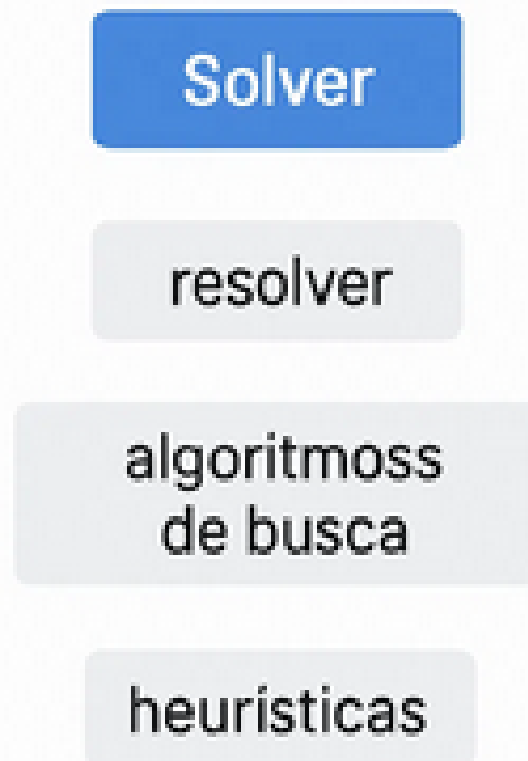 Solver
resolver
algoritmoss
de busca
heurísticas